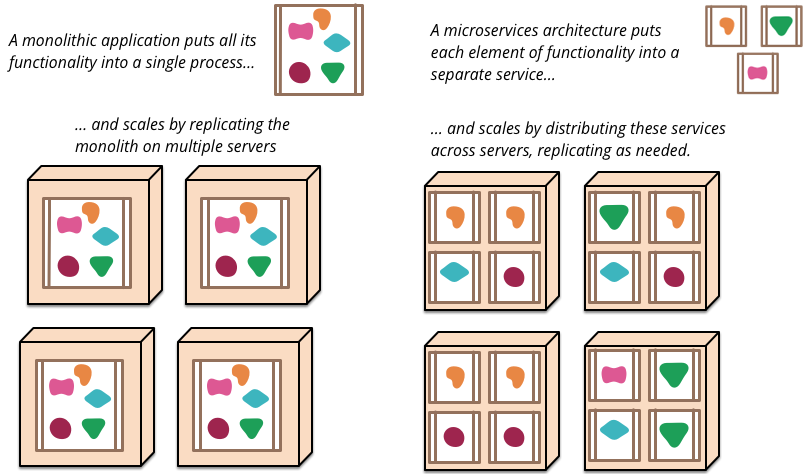 A monolithic application puts all its
functionality into a single process...
... and scales by replicating the
monolith on multiple servers
A microservices architecture puts
each element of functionality into a
separate service...
... and scales by distributing these services
across servers, replicating as needed.